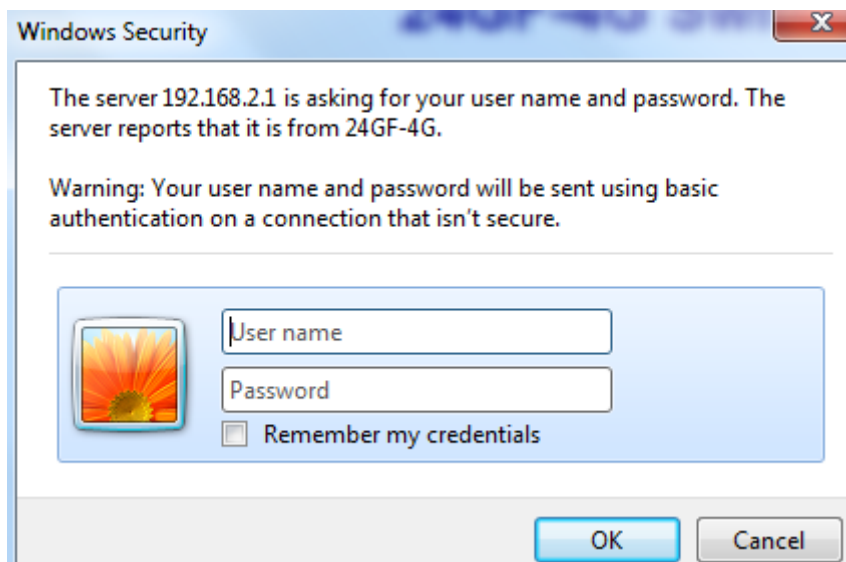 24GF-4G
Windows Security
The server 192.168.2.1 is asking for your user name and password. The
server reports that it is from 24GF-4G.
Warning: Your user name and password will be sent using basic
authentication on a connection that isn't secure.
User name
Password
Remember my credentials
OK
Cancel